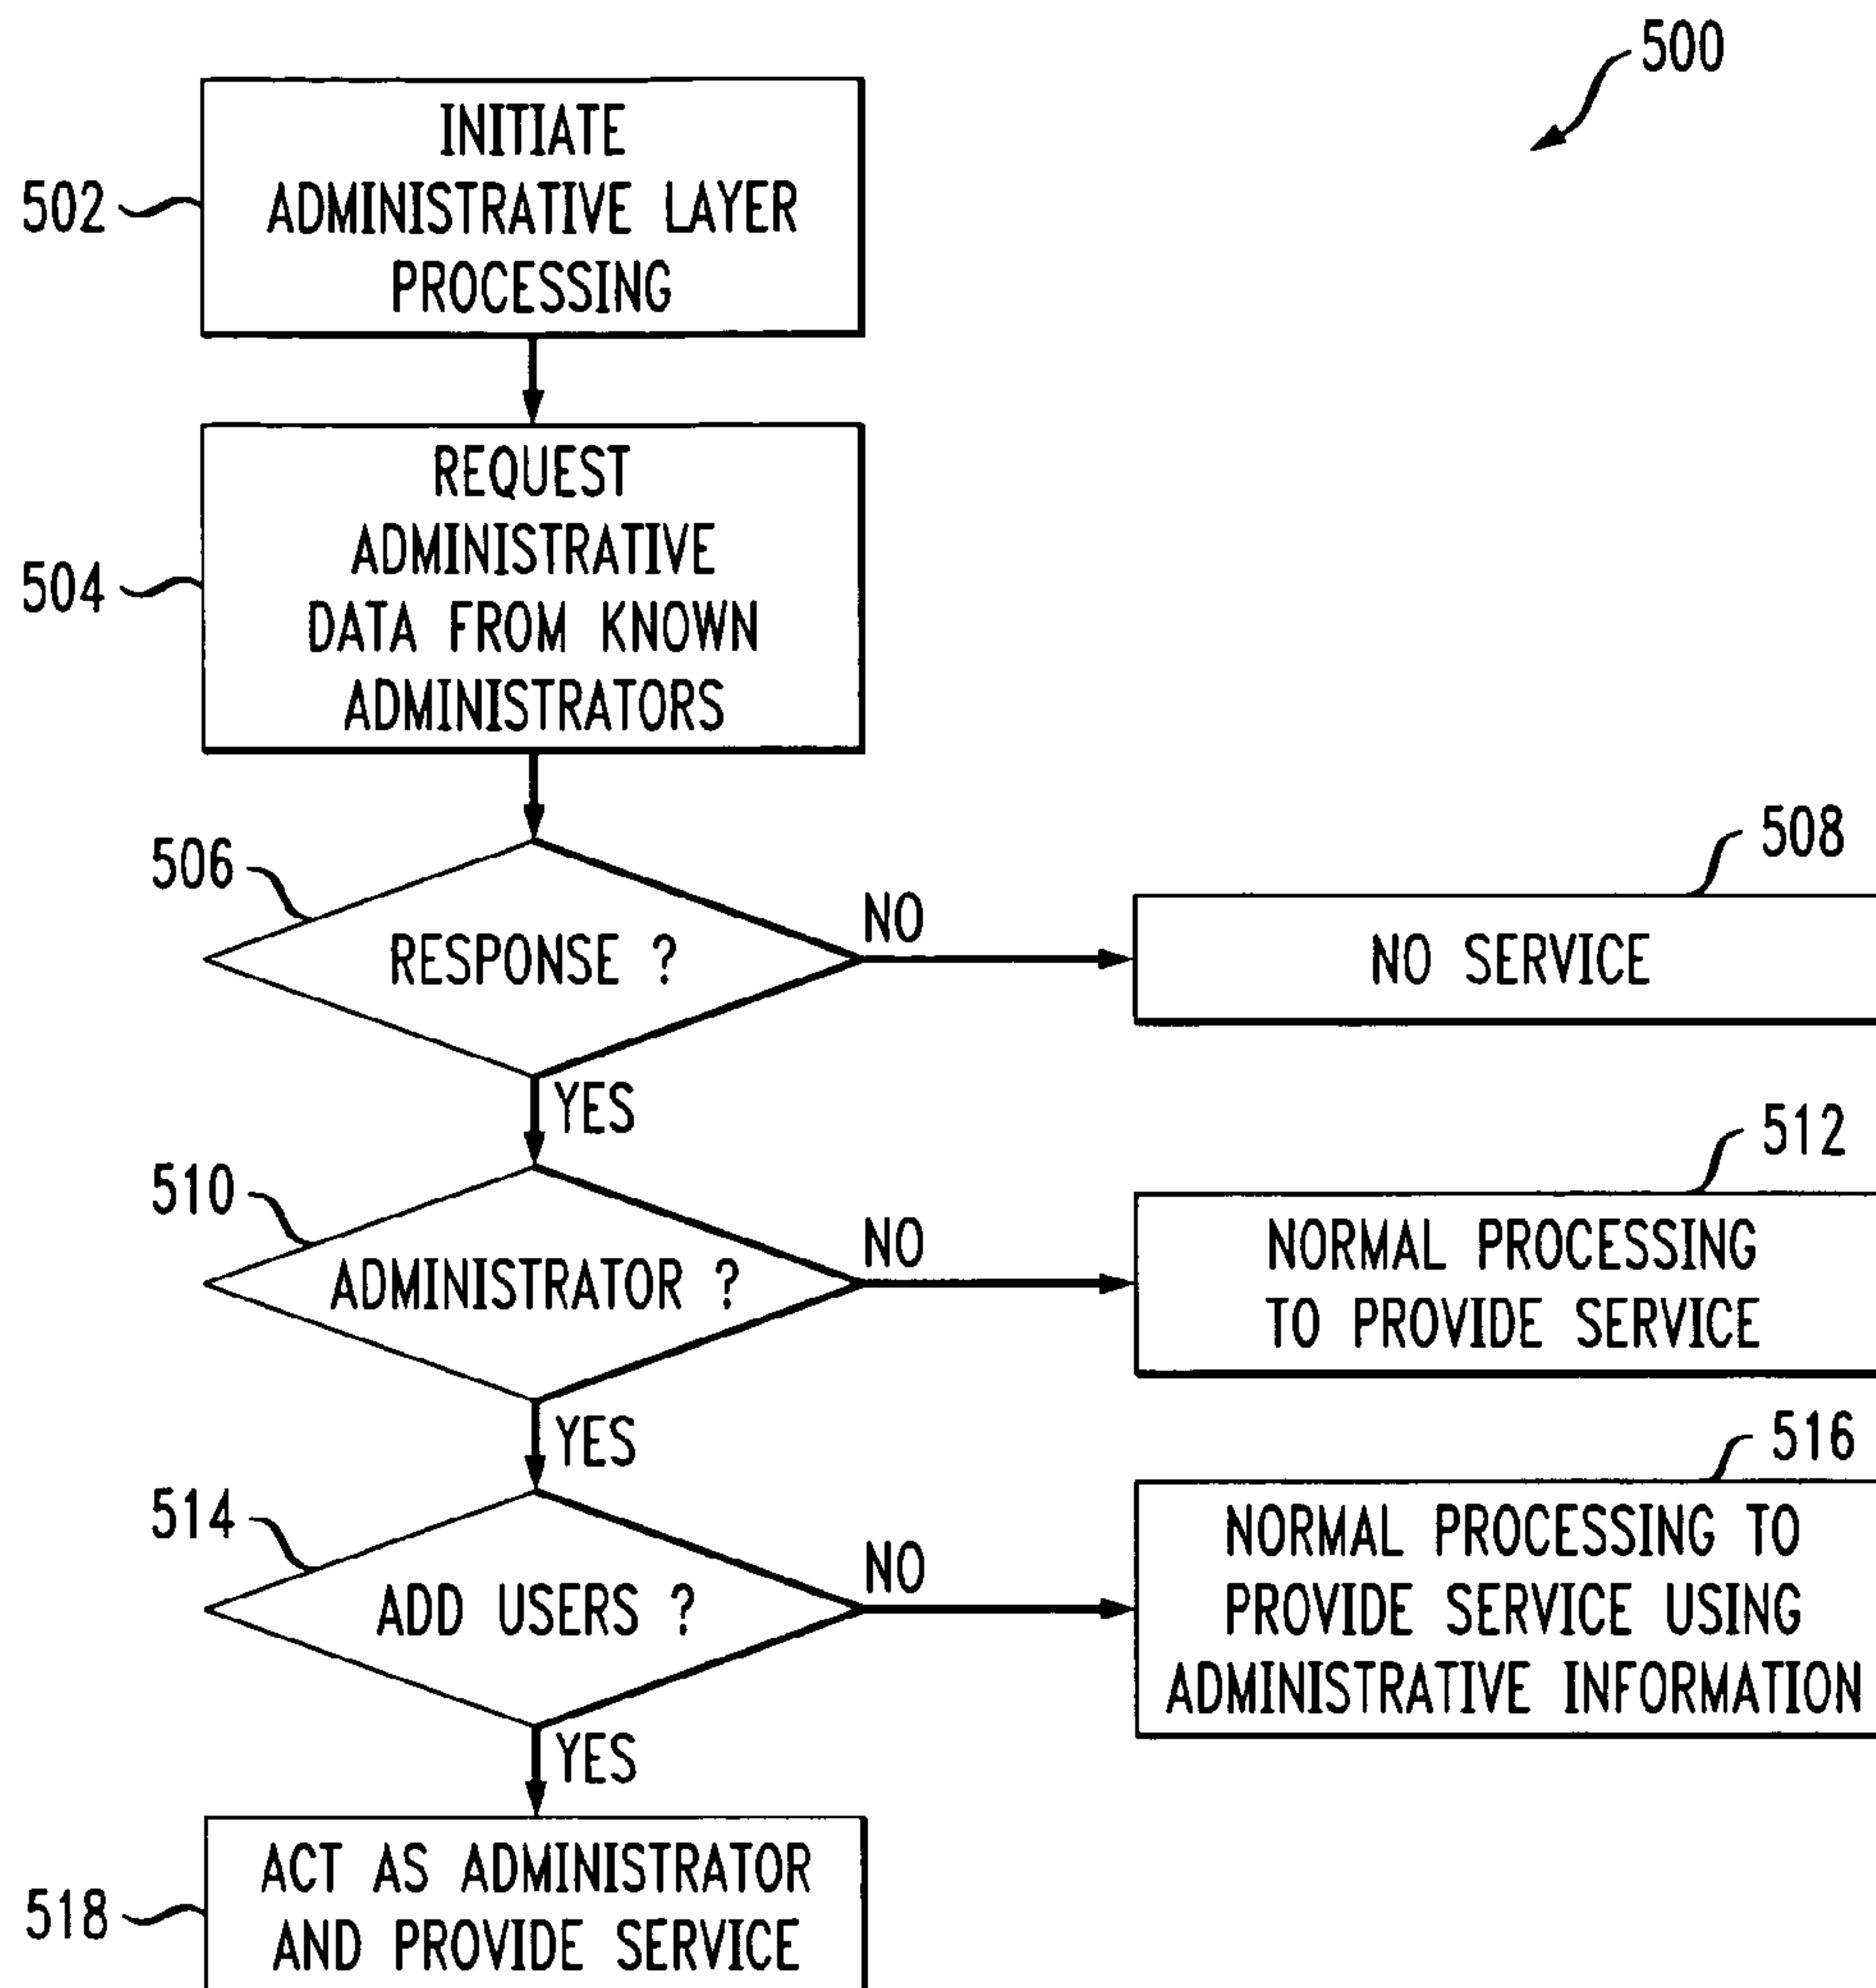 500
INITIATE
ADMINISTRATIVE LAYER
PROCESSING
502
REQUEST
ADMINISTRATIVE
DATA FROM KNOWN
ADMINISTRATORS
504
506
RESPONSE ?
NO
508
NO SERVICE
YES
510
ADMINISTRATOR ?
NO
512
NORMAL PROCESSING
TO PROVIDE SERVICE
YES
514
ADD USERS ?
NO
516
NORMAL PROCESSING TO
PROVIDE SERVICE USING
ADMINISTRATIVE INFORMATION
YES
518
ACT AS ADMINISTRATOR
AND PROVIDE SERVICE